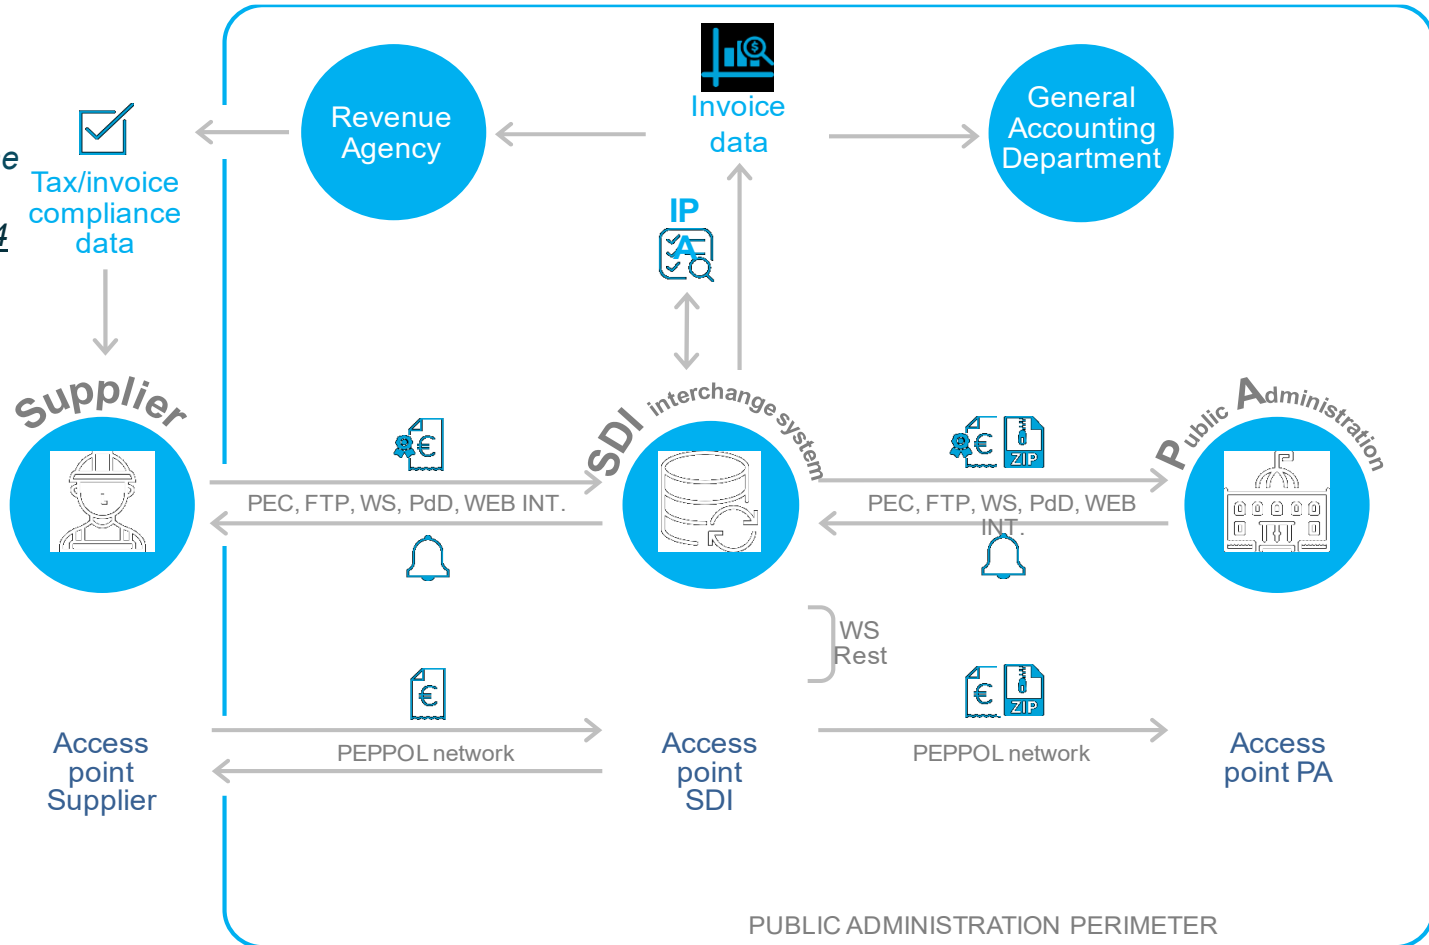 Revenue
Agency
Invoice
data
General
Accounting
Department
e
Tax/invoice
compliance
4
data
IP
A
Supplier
SDI interchange system
Public Administration
ZIP
PEC, FTP, WS, PdD, WEB INT.
PEC, FTP, WS, PdD, WEB
INT.
WS
Rest
ZIP
PEPPOL network
PEPPOL network
Access
point
Supplier
Access
point
SDI
Access
point PA
PUBLIC ADMINISTRATION PERIMETER